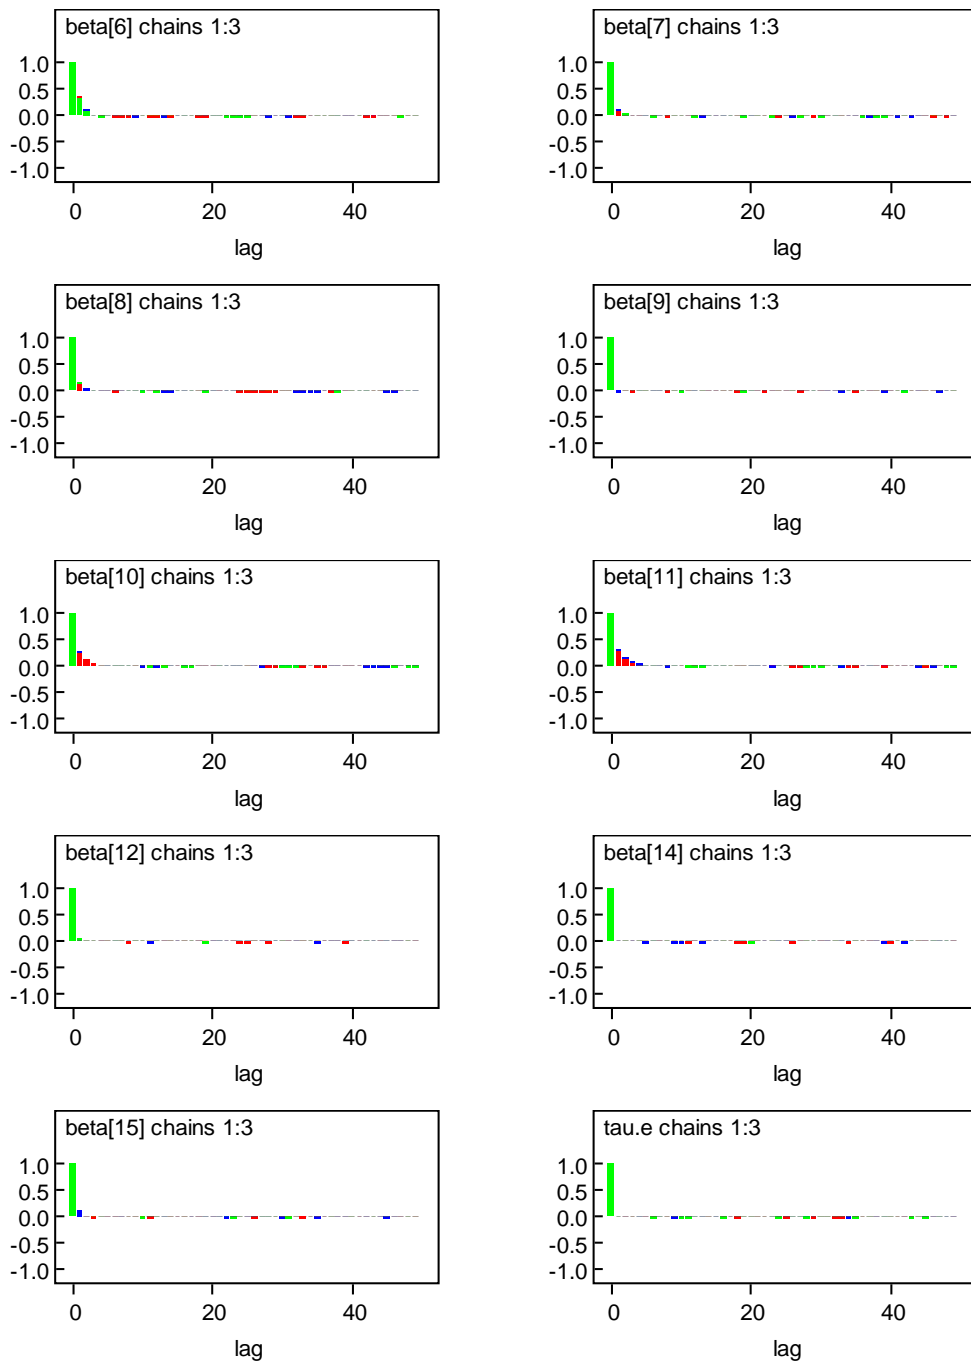 beta[6] chains 1:3
1.0
0.5
0.0
-0.5
-1.0
0 20 40
lag
beta[7] chains 1:3
1.0
0.5
0.0
-0.5
-1.0
0 20 40
lag
beta[8] chains 1:3
1.0
0.5
0.0
-0.5
-1.0
0 20 40
lag
beta[9] chains 1:3
1.0
0.5
0.0
-0.5
-1.0
0 20 40
lag
beta[10] chains 1:3
1.0
0.5
0.0
-0.5
-1.0
0 20 40
lag
beta[11] chains 1:3
1.0
0.5
0.0
-0.5
-1.0
0 20 40
lag
beta[12] chains 1:3
1.0
0.5
0.0
-0.5
-1.0
0 20 40
lag
beta[14] chains 1:3
1.0
0.5
0.0
-0.5
-1.0
0 20 40
lag
beta[15] chains 1:3
1.0
0.5
0.0
-0.5
-1.0
0 20 40
lag
tau.e chains 1:3
1.0
0.5
0.0
-0.5
-1.0
0 20 40
lag